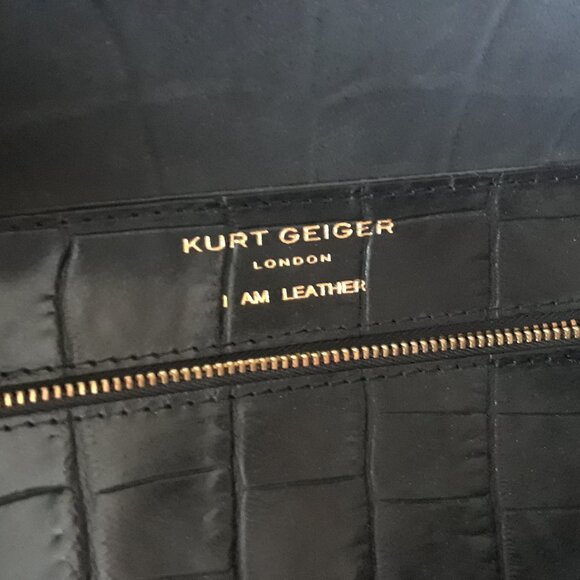 KURT GEIGER
LONDON
I AM LEATHER